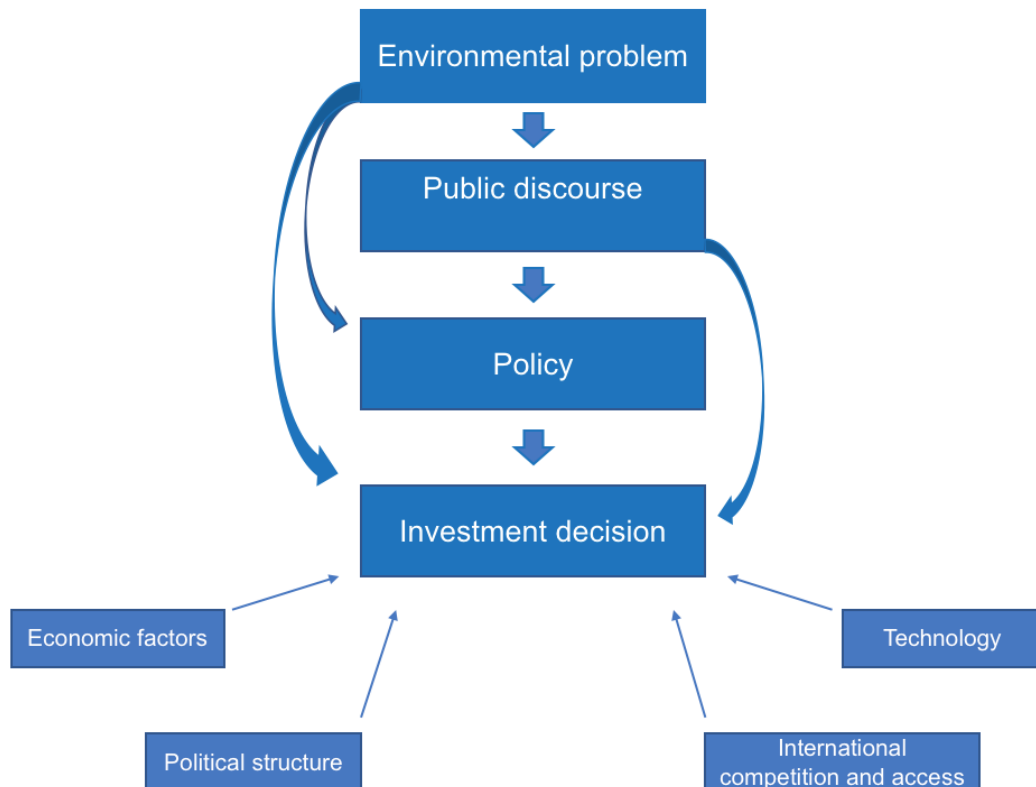 Environmental problem
Public discourse
Policy
Investment decision
Economic factors
Technology
Political structure
International
competition and access